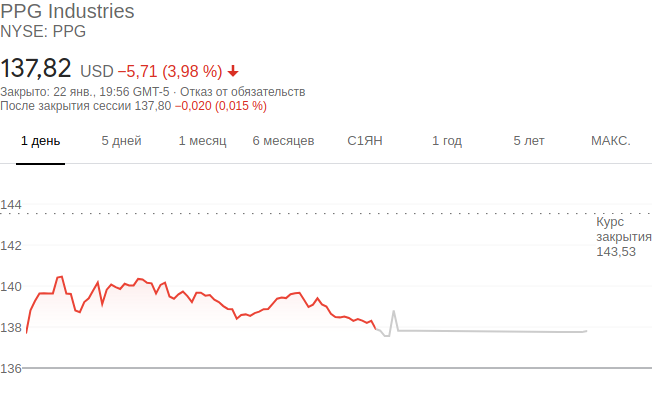 PPG Industries
NYSE: PPG
137,82 USD −5,71 (3,98 %)
Закрыто: 22 янв., 19:56 GMT-5 · Отказ от обязательств
После закрытия сессии 137,80 −0,020 (0,015 %)
1 день 5 дней 1 месяц 6 месяцев С1ЯН 1 год 5 лет МАКС.
144
Курс
закрытия
143,53
142
140
138
136